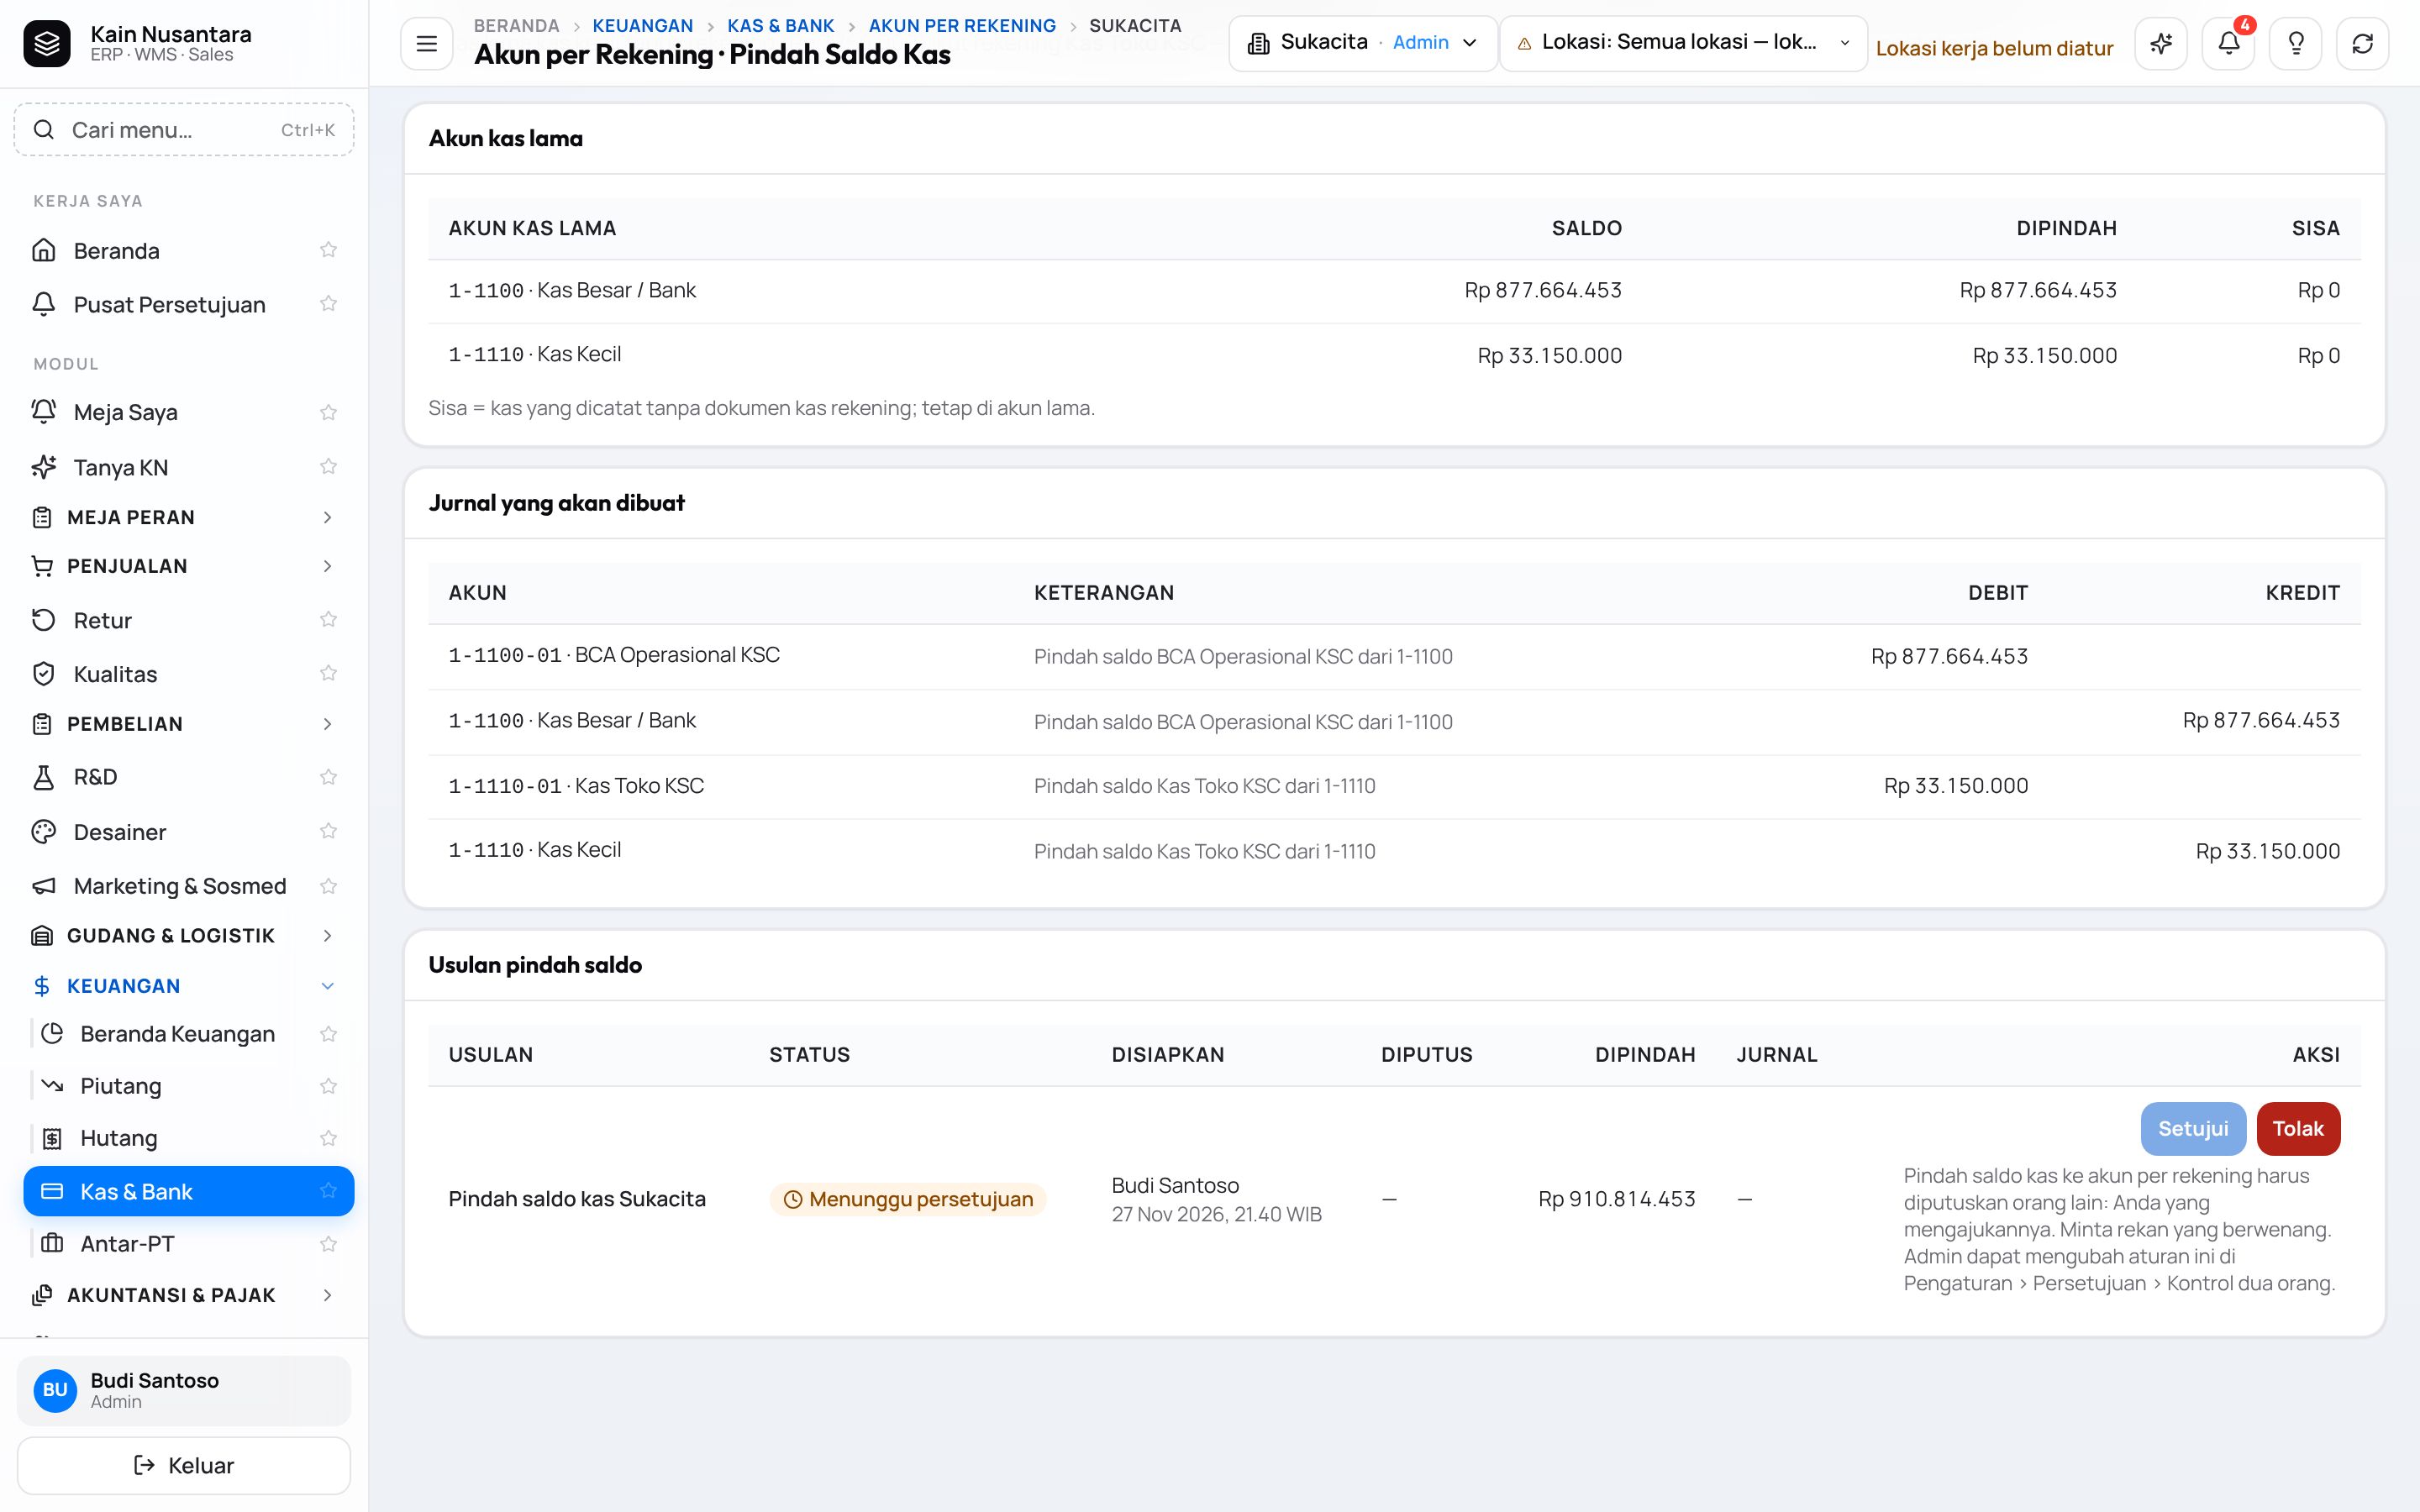 Kain Nusantara
ERP · WMS · Sales
Cari menu... Ctrl+K
KERJA SAYA
Beranda
Pusat Persetujuan
MODUL
Meja Saya
Tanya KN
MEJA PERAN
PENJUALAN
Retur
Kualitas
PEMBELIAN
R&D
Desainer
Marketing & Sosmed
GUDANG & LOGISTIK
KEUANGAN
Beranda Keuangan
Piutang
Hutang
Kas & Bank
Antar-PT
AKUNTANSI & PAJAK
BU
Budi Santoso
Admin
Keluar
BERANDA > KEUANGAN > KAS & BANK > AKUN PER REKENING > SUKACITA
Akun per Rekening · Pindah Saldo Kas
Sukacita · Admin
Lokasi: Semua lokasi — lok...
Lokasi kerja belum diatur
4
Akun kas lama
AKUN KAS LAMA SALDO DIPINDAH SISA
1-1100 · Kas Besar / Bank Rp 877.664.453 Rp 877.664.453 Rp 0
1-1110 · Kas Kecil Rp 33.150.000 Rp 33.150.000 Rp 0
Sisa = kas yang dicatat tanpa dokumen kas rekening; tetap di akun lama.
Jurnal yang akan dibuat
AKUN KETERANGAN DEBIT KREDIT
1-1100-01 · BCA Operasional KSC Pindah saldo BCA Operasional KSC dari 1-1100 Rp 877.664.453
1-1100 · Kas Besar / Bank Pindah saldo BCA Operasional KSC dari 1-1100 Rp 877.664.453
1-1110-01 · Kas Toko KSC Pindah saldo Kas Toko KSC dari 1-1110 Rp 33.150.000
1-1110 · Kas Kecil Pindah saldo Kas Toko KSC dari 1-1110 Rp 33.150.000
Usulan pindah saldo
USULAN STATUS DISIAPKAN DIPUTUS DIPINDAH JURNAL AKSI
Pindah saldo kas Sukacita Menunggu persetujuan
Budi Santoso
27 Nov 2026, 21.40 WIB
— Rp 910.814.453 —
Setujui Tolak
Pindah saldo kas ke akun per rekening harus
diputuskan orang lain: Anda yang
mengajukannya. Minta rekan yang berwenang.
Admin dapat mengubah aturan ini di
Pengaturan > Persetujuan > Kontrol dua orang.